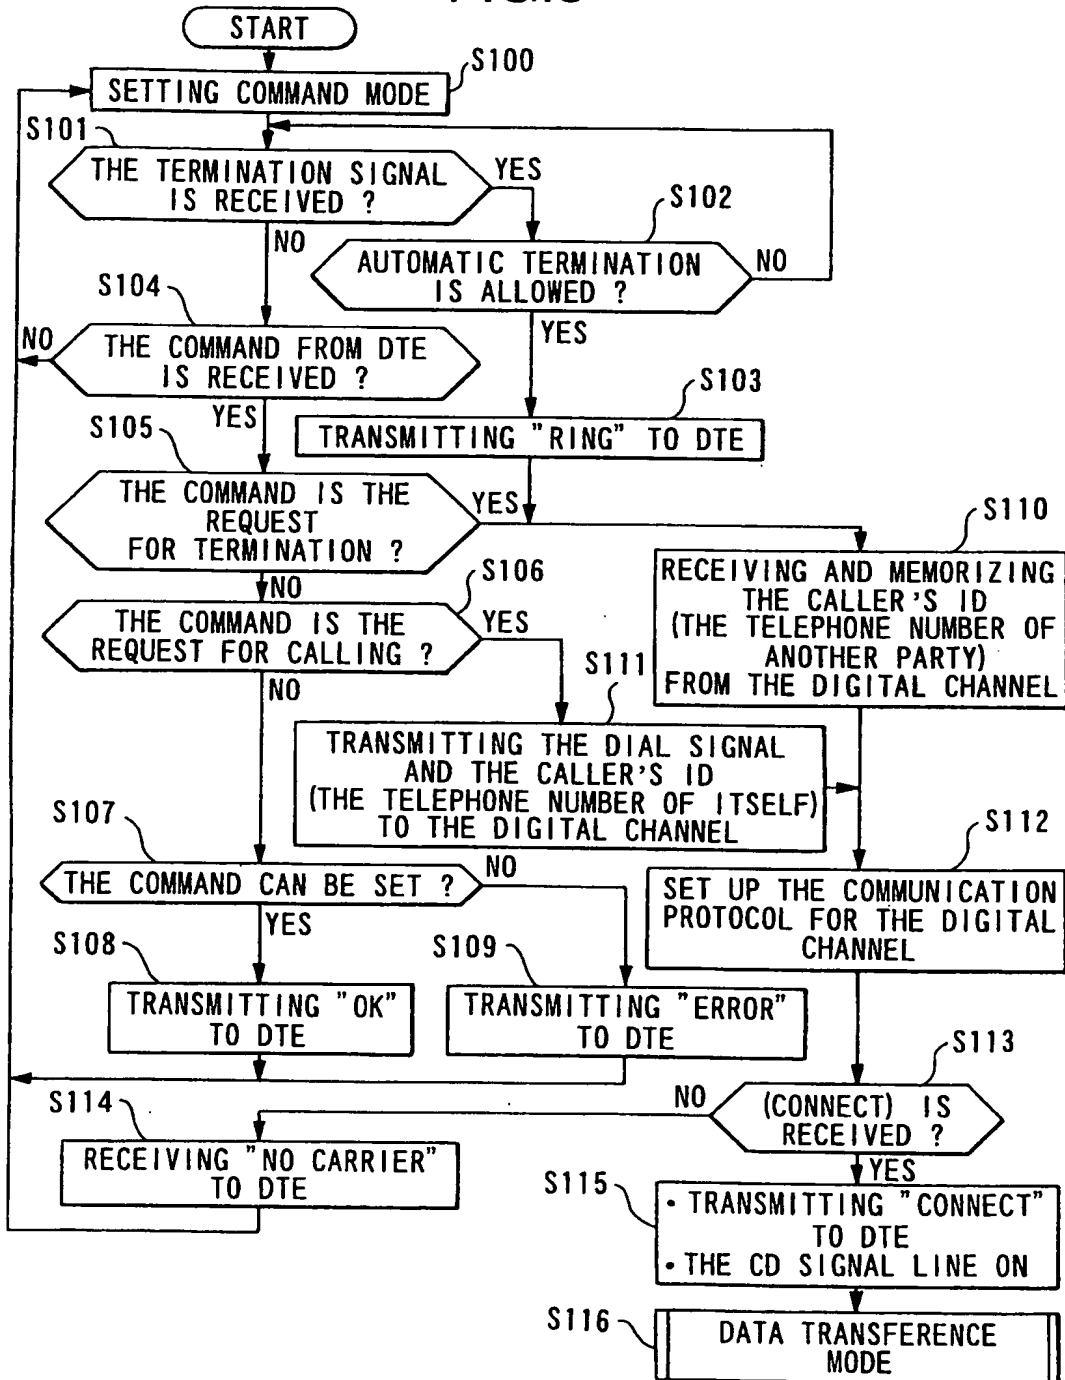 START
S100
SETTING COMMAND MODE
S101
THE TERMINATION SIGNAL
IS RECEIVED ?
YES
NO
S102
AUTOMATIC TERMINATION
IS ALLOWED ?
NO
YES
S104
NO
THE COMMAND FROM DTE
IS RECEIVED ?
YES
S103
TRANSMITTING "RING" TO DTE
S105
THE COMMAND IS THE
REQUEST
FOR TERMINATION ?
YES
NO
S110
RECEIVING AND MEMORIZING
THE CALLER'S ID
(THE TELEPHONE NUMBER OF
ANOTHER PARTY)
FROM THE DIGITAL CHANNEL
S106
THE COMMAND IS THE
REQUEST FOR CALLING ?
YES
NO
S111
TRANSMITTING THE DIAL SIGNAL
AND THE CALLER'S ID
(THE TELEPHONE NUMBER OF ITSELF)
TO THE DIGITAL CHANNEL
S107
THE COMMAND CAN BE SET ?
NO
YES
S112
SET UP THE COMMUNICATION
PROTOCOL FOR THE DIGITAL
CHANNEL
S108
TRANSMITTING "OK"
TO DTE
S109
TRANSMITTING "ERROR"
TO DTE
S113
(CONNECT) IS
RECEIVED ?
NO
YES
S114
RECEIVING "NO CARRIER"
TO DTE
S115
• TRANSMITTING "CONNECT"
TO DTE
• THE CD SIGNAL LINE ON
S116
DATA TRANSFERENCE
MODE